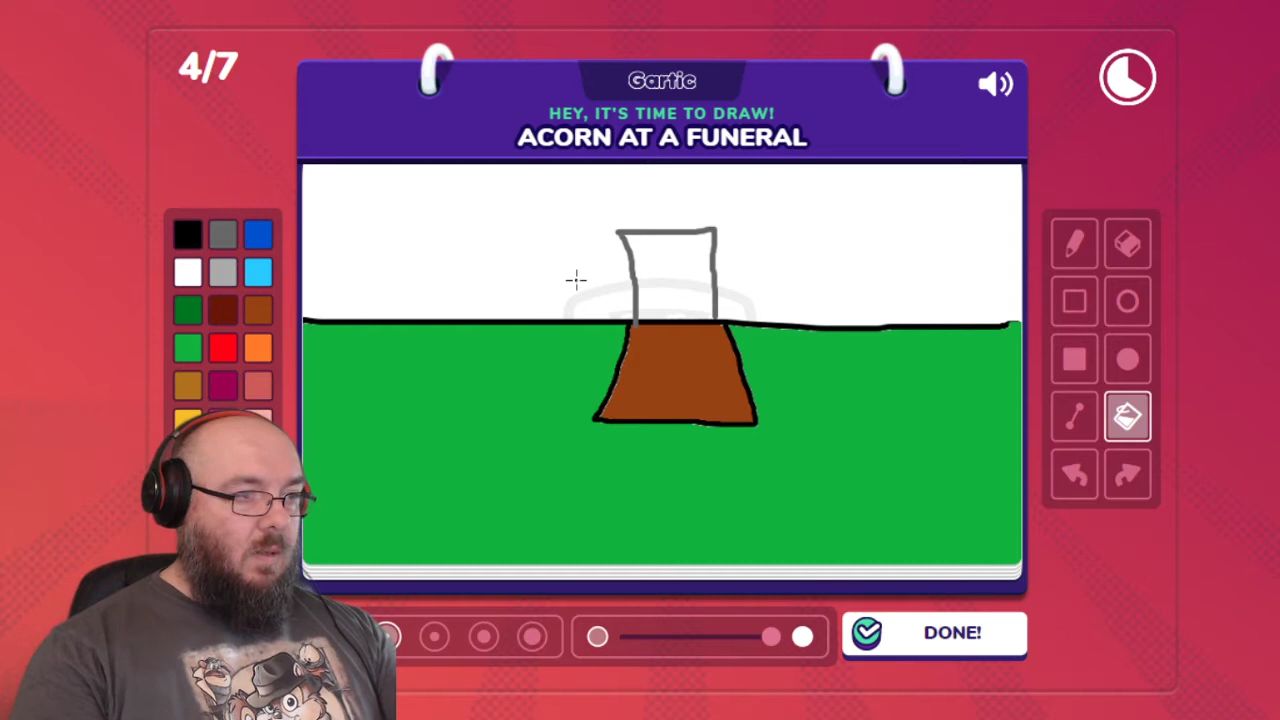 4/7
Gartic
HEY, IT'S TIME TO DRAW!
ACORN AT A FUNERAL
DONE!